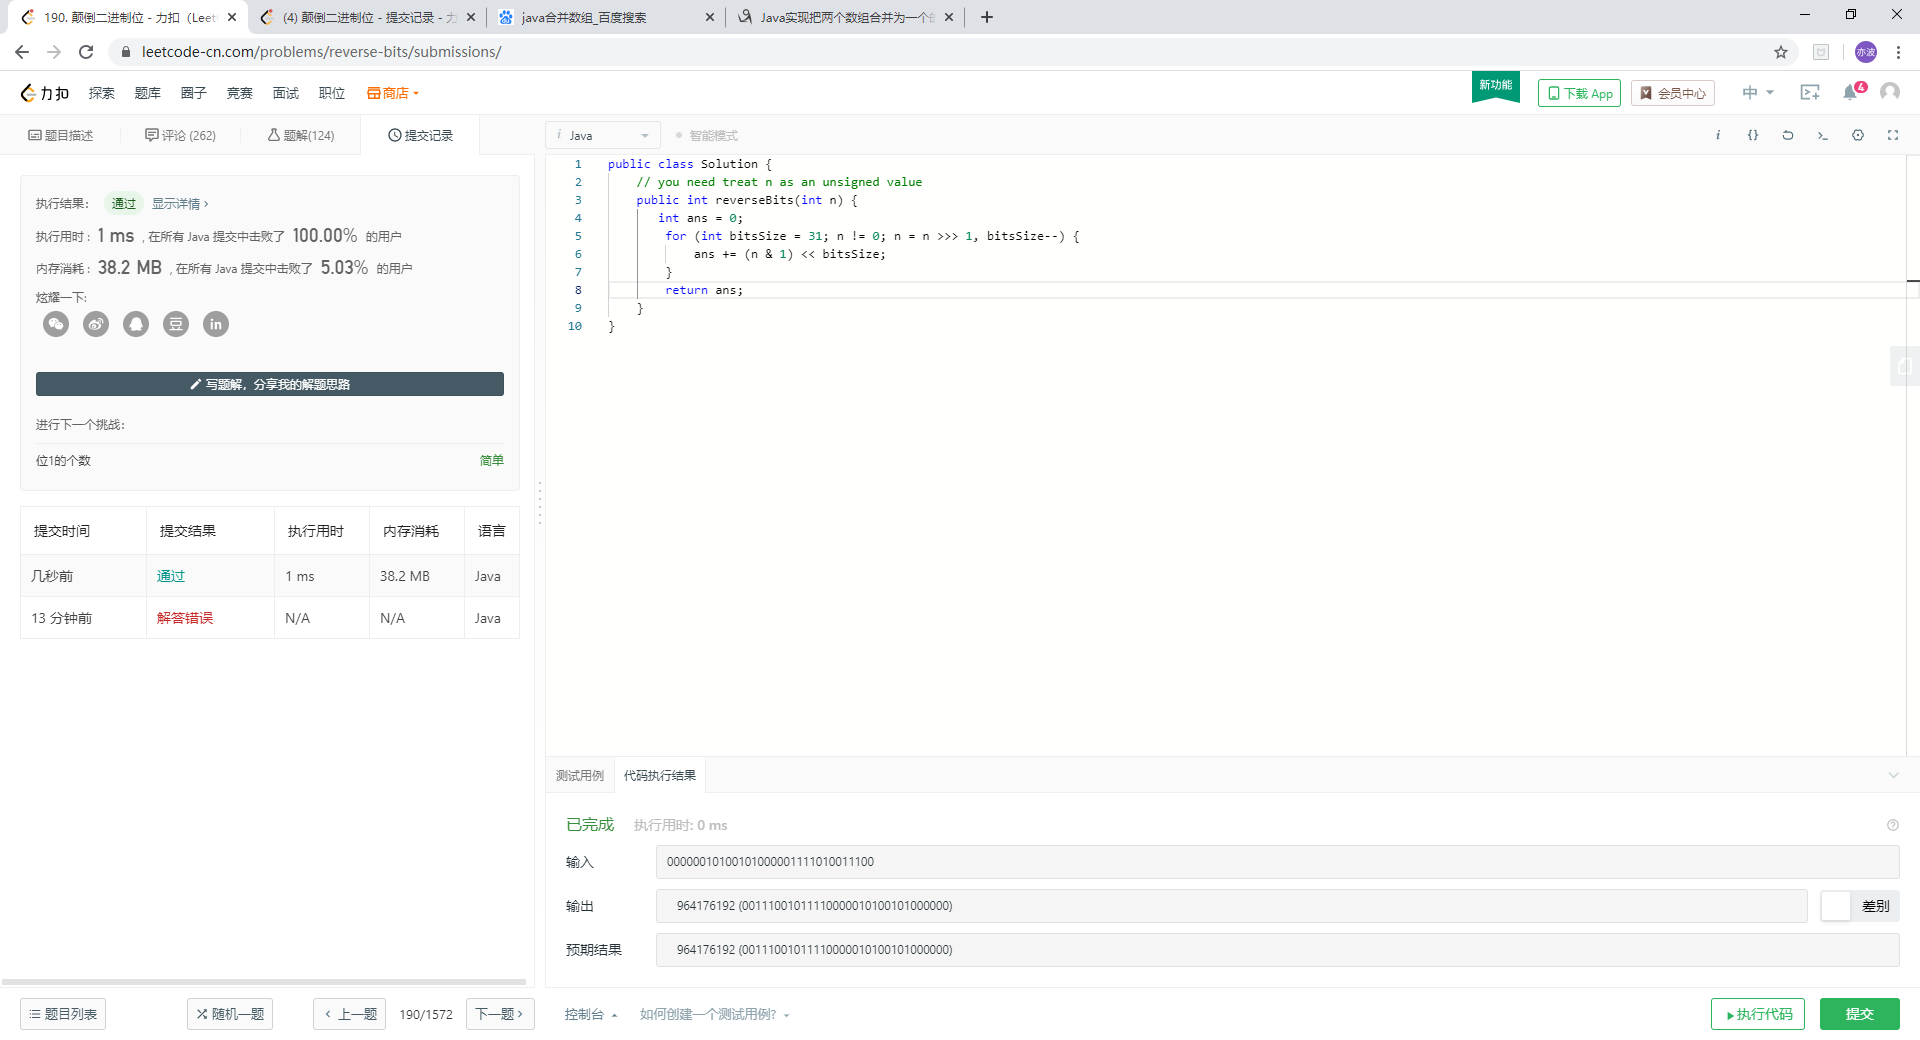 190. 颠倒二进制位 - 力扣（Leet
(4) 颠倒二进制位 - 提交记录 - 力
java合并数组_百度搜索
Java实现把两个数组合并为一个的
leetcode-cn.com/problems/reverse-bits/submissions/
亦波
力扣
探索
题库
圈子
竞赛
面试
职位
商店
新功能
下载 App
会员中心
中
4
题目描述
评论 (262)
题解(124)
提交记录
i Java
智能模式
执行结果：
通过
显示详情 ›
执行用时 : 1 ms , 在所有 Java 提交中击败了 100.00% 的用户
内存消耗 : 38.2 MB , 在所有 Java 提交中击败了 5.03% 的用户
炫耀一下:
豆
in
写题解，分享我的解题思路
进行下一个挑战：
位1的个数
简单
提交时间 提交结果 执行用时 内存消耗 语言
几秒前 通过 1 ms 38.2 MB Java
13 分钟前 解答错误 N/A N/A Java
1 public class Solution {
2 // you need treat n as an unsigned value
3 public int reverseBits(int n) {
4 int ans = 0;
5 for (int bitsSize = 31; n != 0; n = n >>> 1, bitsSize--) {
6 ans += (n & 1) << bitsSize;
7 }
8 return ans;
9 }
10 }
测试用例
代码执行结果
已完成
执行用时: 0 ms
输入
00000010100101000001111010011100
输出
964176192 (00111001011110000010100101000000)
差别
预期结果
964176192 (00111001011110000010100101000000)
题目列表
随机一题
上一题
190/1572
下一题
控制台
如何创建一个测试用例?
执行代码
提交